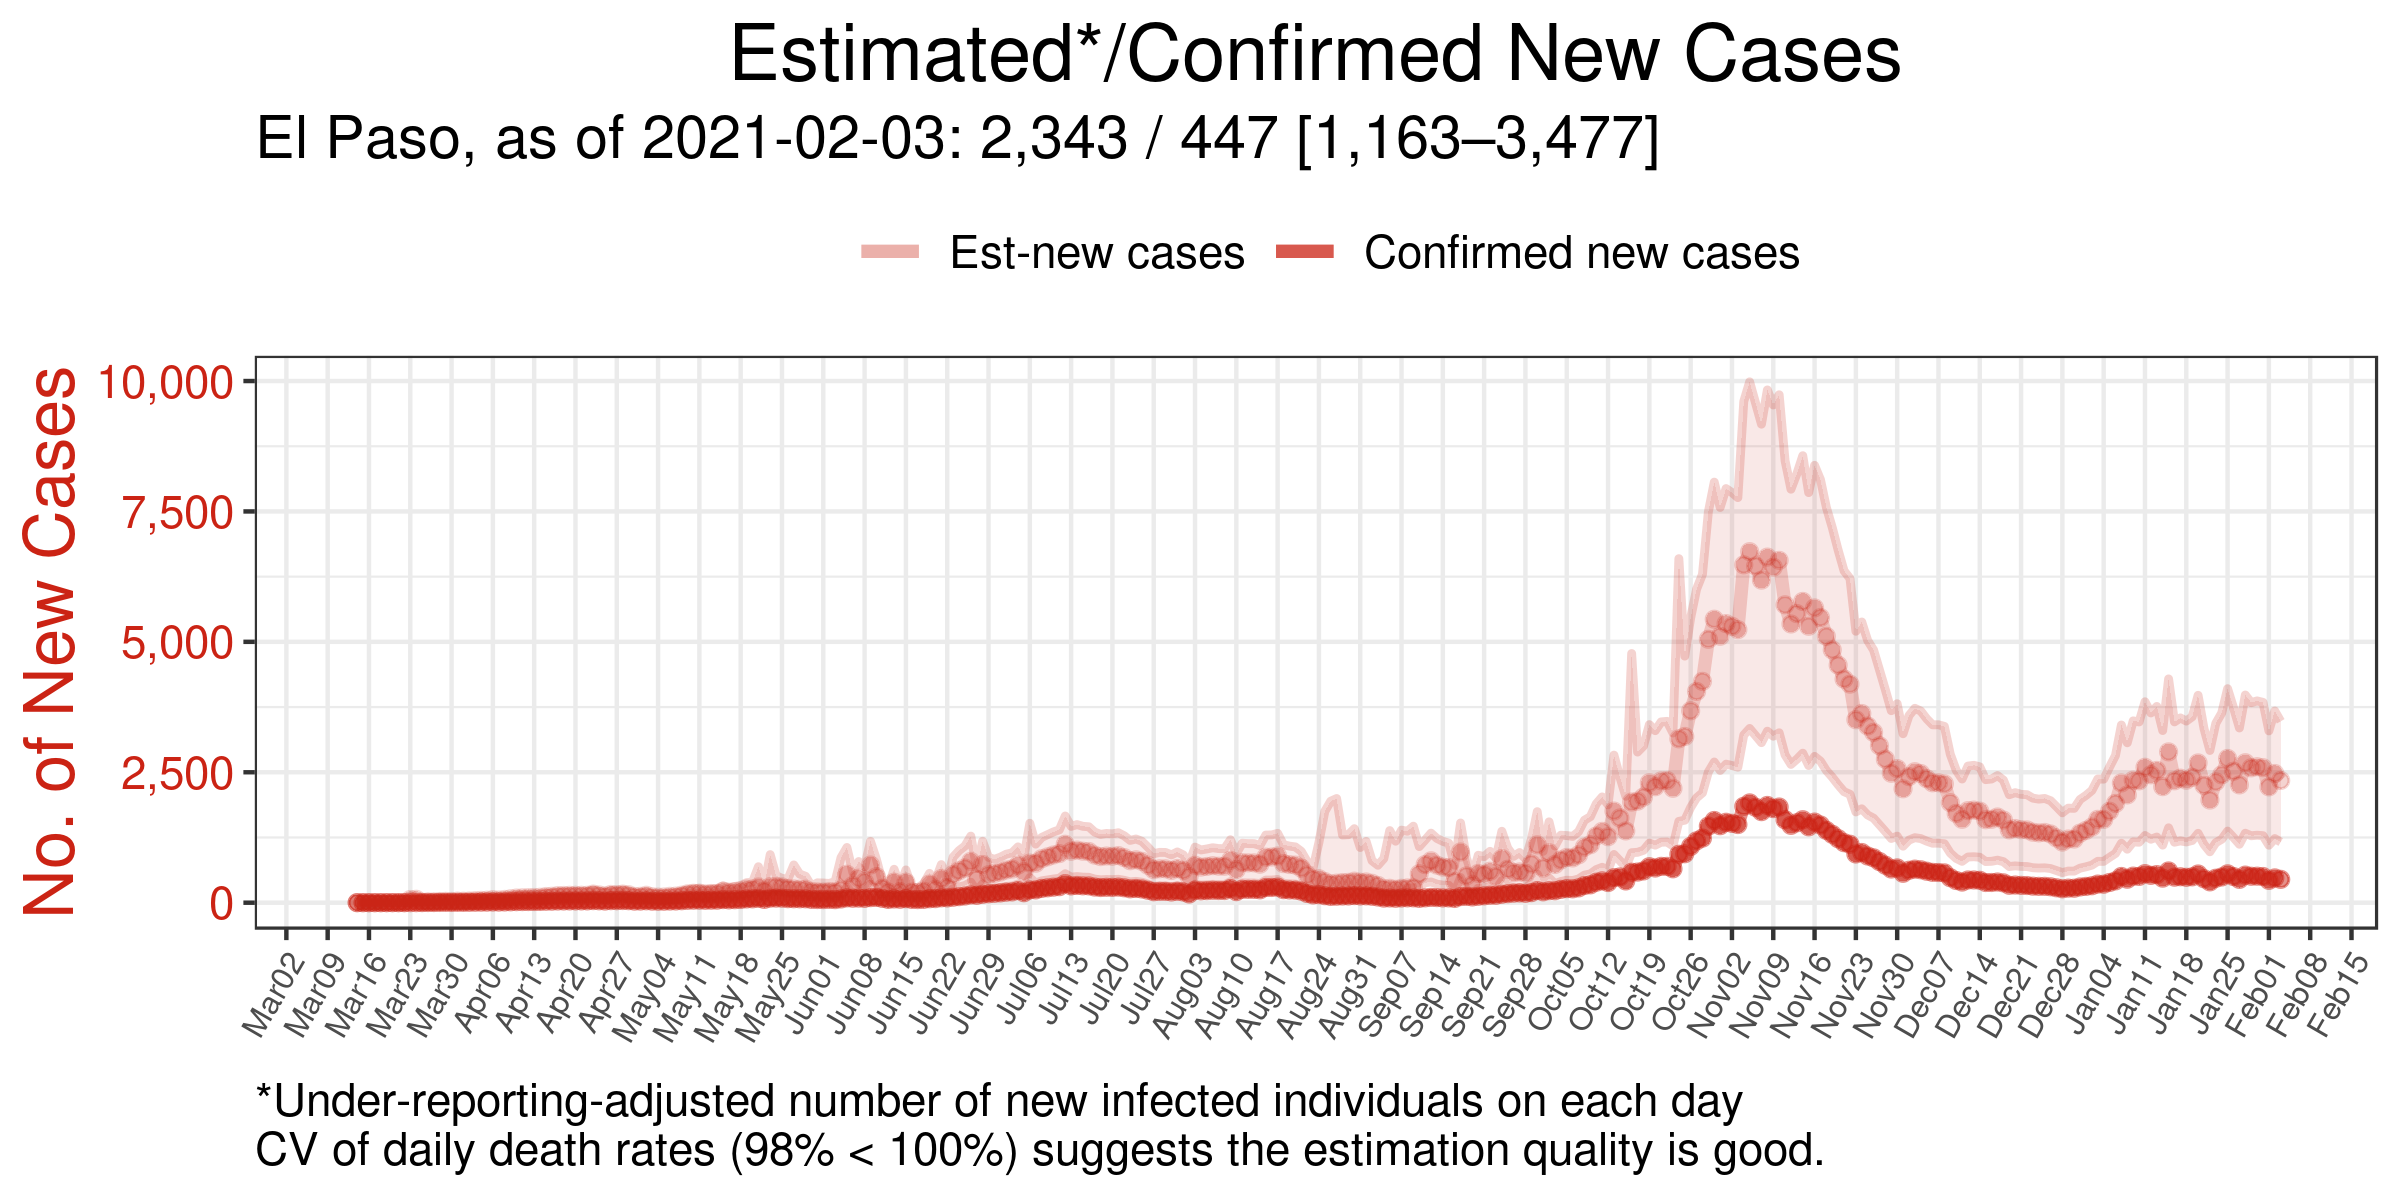 Estimated*/Confirmed New Cases
El Paso, as of 2021-02-03: 2,343 / 447 [1,163–3,477]
Est-new cases
Confirmed new cases
No. of New Cases
10,000
7,500
5,000
2,500
0
Mar02
Mar09
Mar16
Mar23
Mar30
Apr06
Apr13
Apr20
Apr27
May04
May11
May18
May25
Jun01
Jun08
Jun15
Jun22
Jun29
Jul06
Jul13
Jul20
Jul27
Aug03
Aug10
Aug17
Aug24
Aug31
Sep07
Sep14
Sep21
Sep28
Oct05
Oct12
Oct19
Oct26
Nov02
Nov09
Nov16
Nov23
Nov30
Dec07
Dec14
Dec21
Dec28
Jan04
Jan11
Jan18
Jan25
Feb01
Feb08
Feb15
*Under-reporting-adjusted number of new infected individuals on each day
CV of daily death rates (98% < 100%) suggests the estimation quality is good.